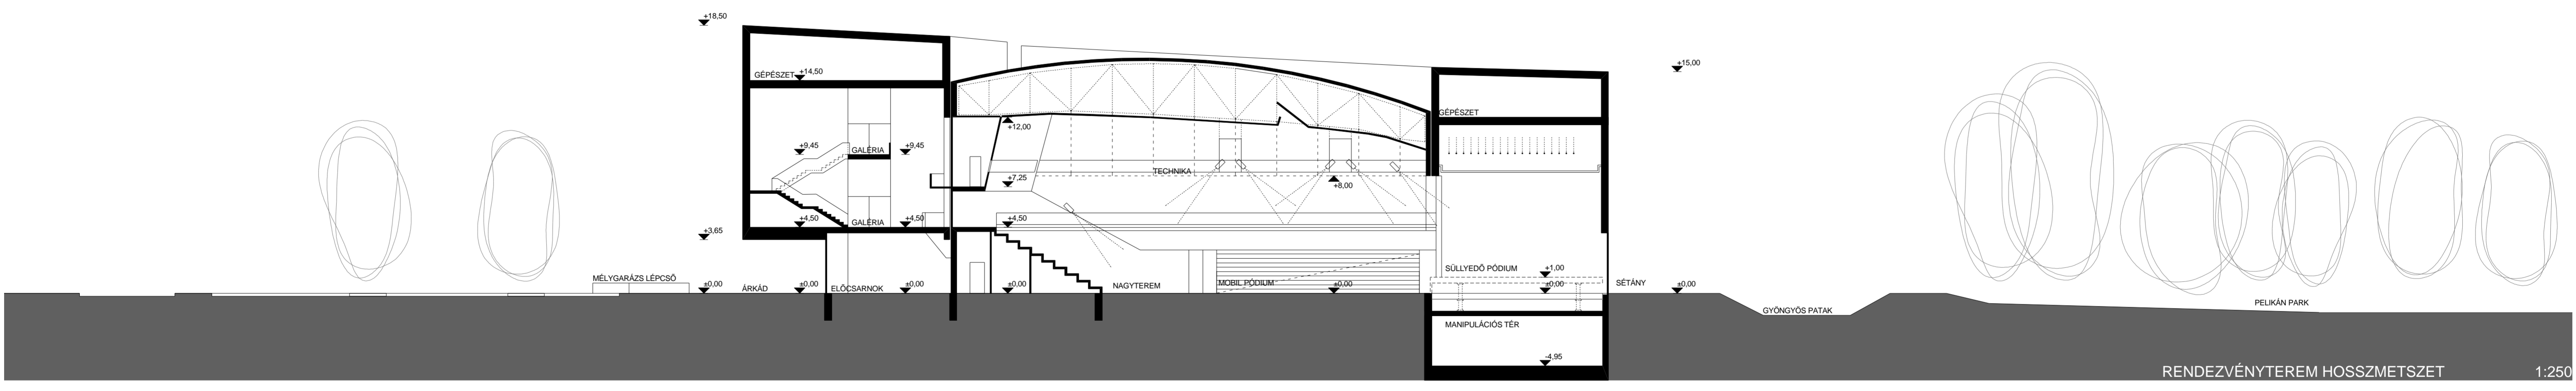 +18,50
+15,00
GÉPÉSZET
+14,50
GÉPÉSZET
+12,00
+9,45
GALÉRIA
+9,45
TECHNIKA
+7,25
+8,00
+4,50
GALÉRIA
+4,50
+4,50
+3,65
MÉLYGARÁZS LÉPCSŐ
SÜLLYEDŐ PÓDIUM
+1,00
±0,00
ÁRKÁD
±0,00
ELŐCSARNOK
±0,00
±0,00
NAGYTEREM
MOBIL PÓDIUM
±0,00
±0,00
SÉTÁNY
±0,00
PELIKÁN PARK
GYÖNGYÖS PATAK
MANIPULÁCIÓS TÉR
-4,95
RENDEZVÉNYTEREM HOSSZMETSZET 1:250